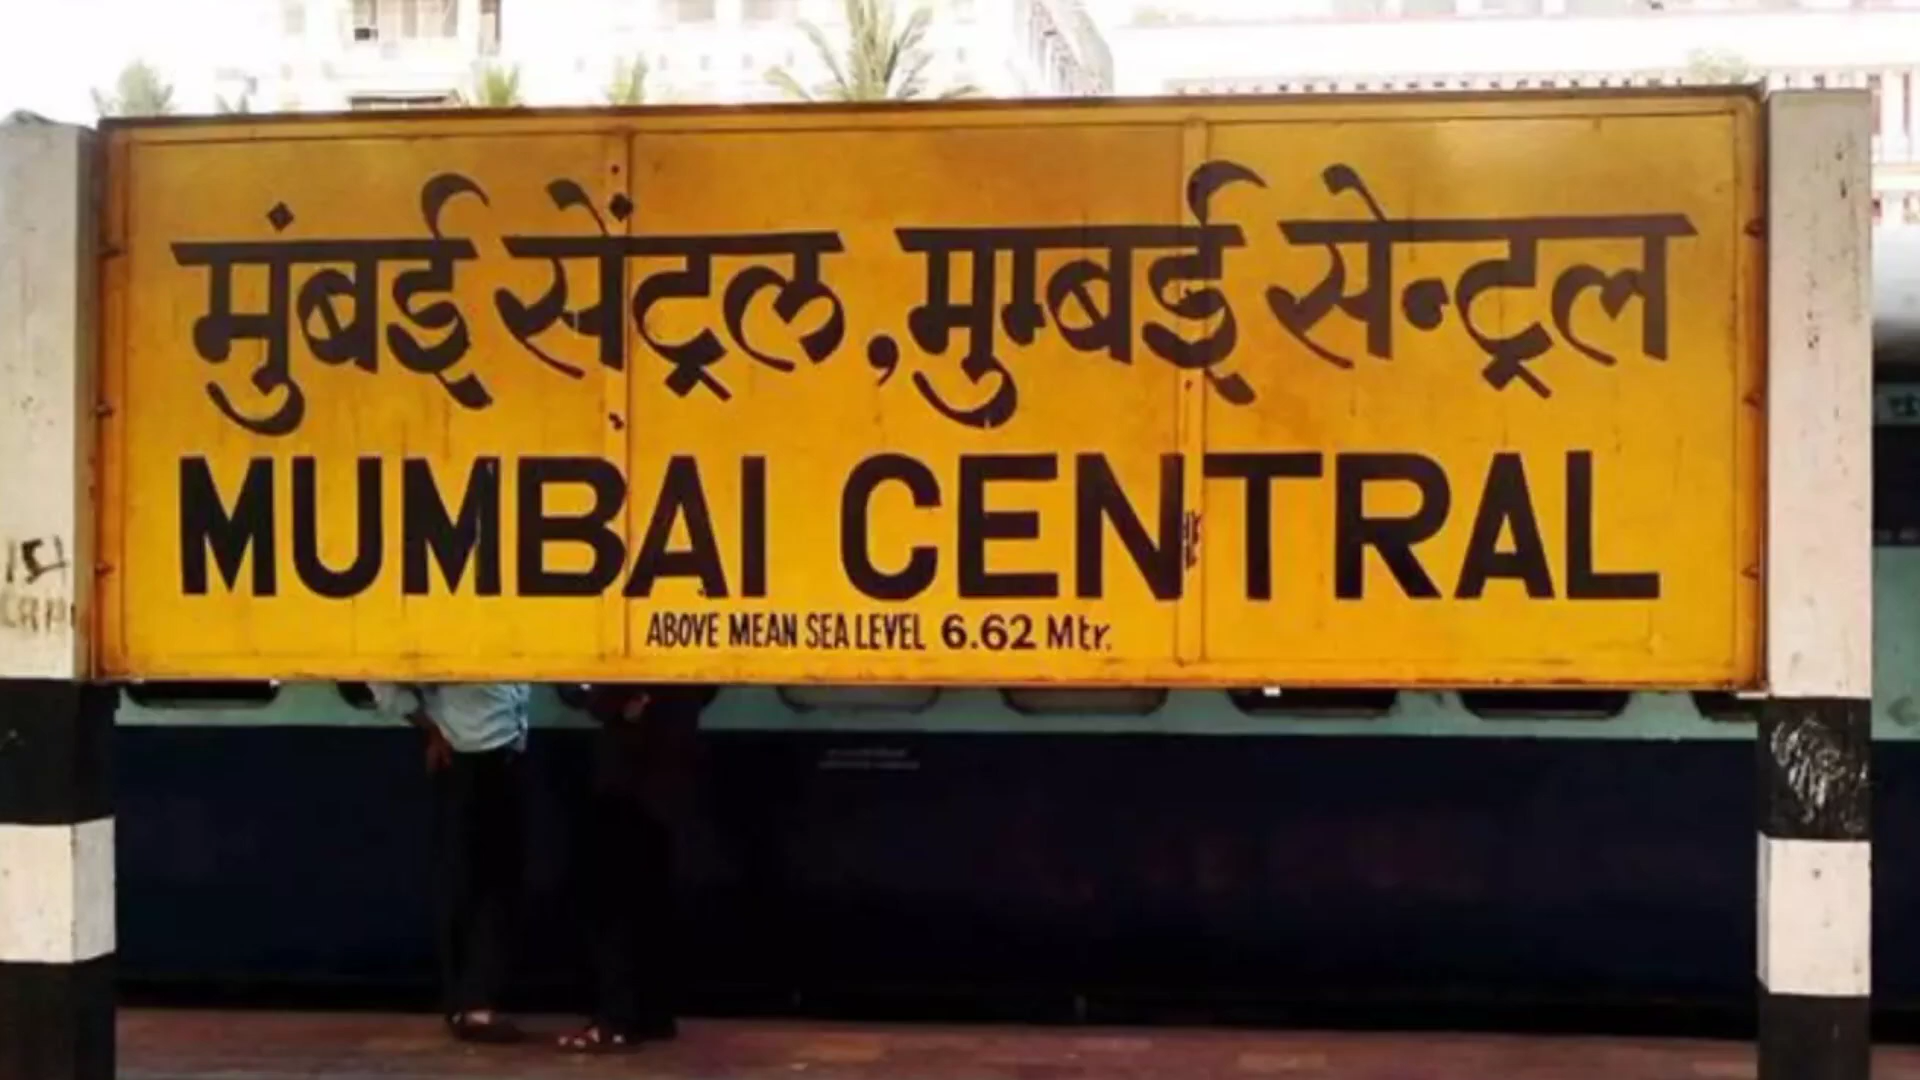 मुंबई सेंट्रल, मुम्बई सेन्ट्रल
MUMBAI CENTRAL
ABOVE MEAN SEA LEVEL 6.62 Mtr.